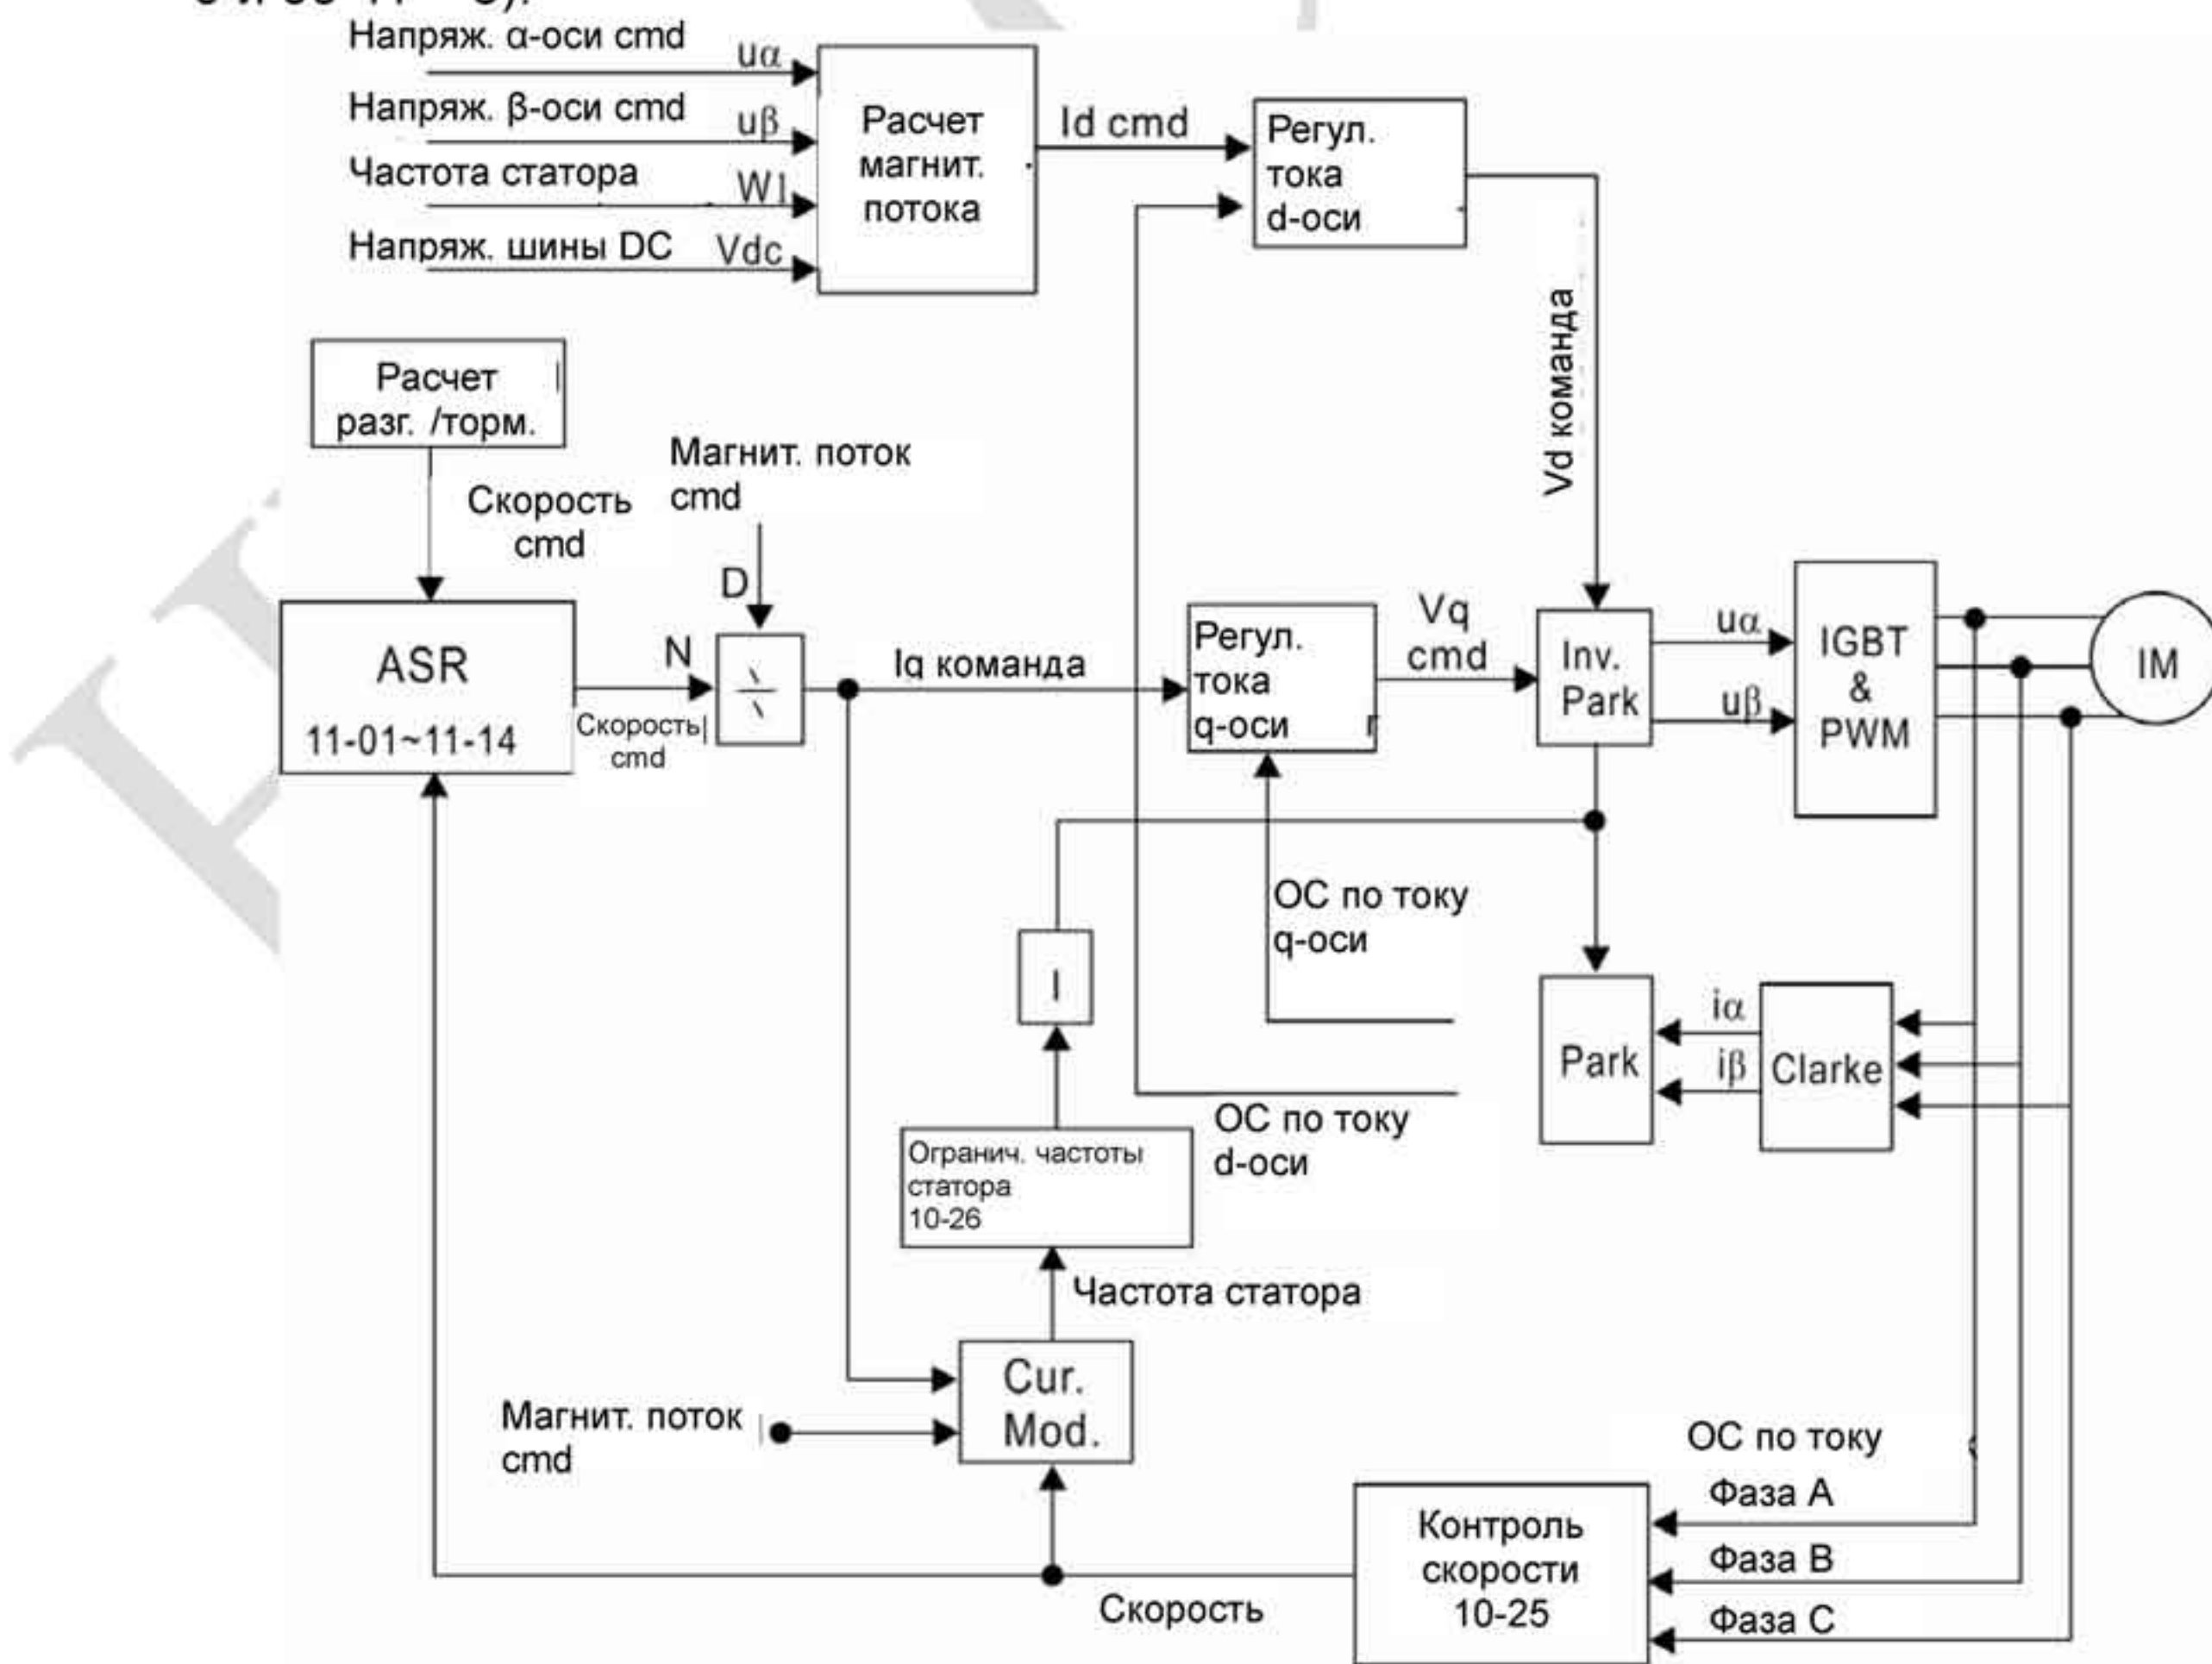 Напряж. α-оси cmd
uα
Напряж. β-оси cmd
uβ
Частота статора
W1
Напряж. шины DC
Vdc
Расчет
магнит.
потока
Id cmd
Регул.
тока
d-оси
Vd команда
Расчет
разг. /торм.
Скорость
cmd
Магнит. поток
cmd
D
ASR
11-01~11-14
N
Скорость
cmd
Iq команда
Регул.
тока
q-оси
Vq
cmd
Inv.
Park
uα
uβ
IGBT
&
PWM
IM
ОС по току
q-оси
I
Park
iα
iβ
Clarke
ОС по току
d-оси
Огранич. частоты
статора
10-26
Частота статора
Cur.
Mod.
Магнит. поток
cmd
Скорость
Контроль
скорости
10-25
ОС по току
Фаза A
Фаза B
Фаза C